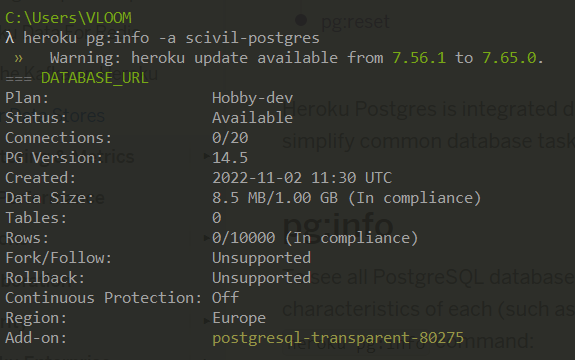 C:\Users\VLOOM
λ heroku pg:info -a scivil-postgres
» Warning: heroku update available from 7.56.1 to 7.65.0.
=== DATABASE_URL
Plan: Hobby-dev
Status: Available
Connections: 0/20
PG Version: 14.5
Created: 2022-11-02 11:30 UTC
Data Size: 8.5 MB/1.00 GB (In compliance)
Tables: 0
Rows: 0/10000 (In compliance)
Fork/Follow: Unsupported
Rollback: Unsupported
Continuous Protection: Off
Region: Europe
Add-on: postgresql-transparent-80275
pg:reset
Heroku Postgres is integrated d
simplify common database task
pg:info
see all PostgreSQL database
characteristics of each (such as
command: